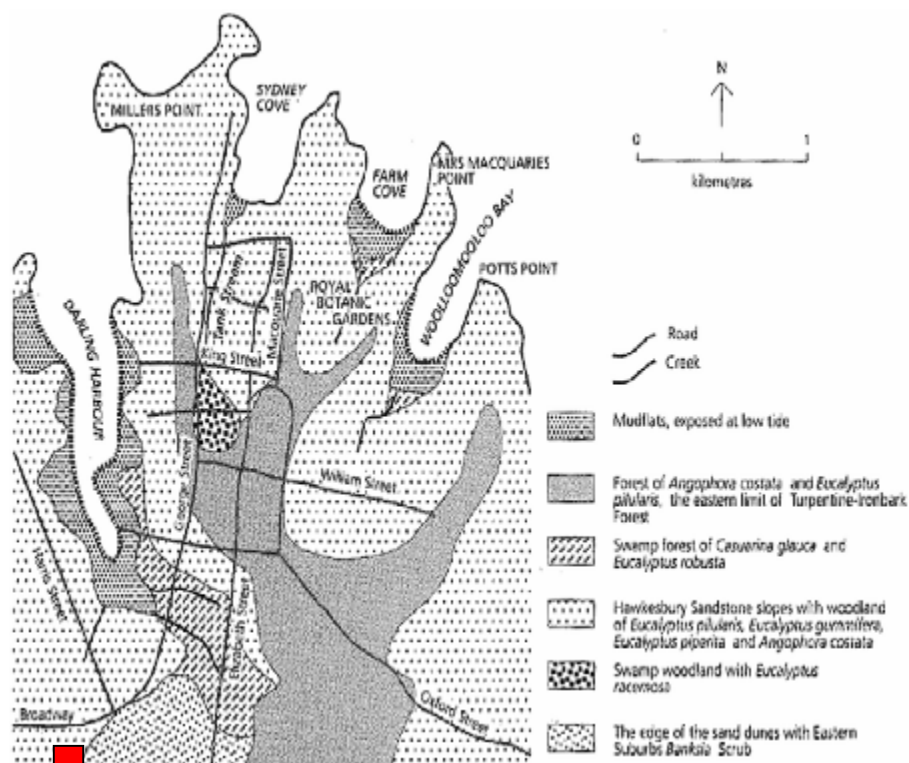 SYDNEY
COVE
MILLERS POINT
N
0 1
kilometres
FARM
COVE
MRS MACQUARIES
POINT
WOOLLOOMOOLOO BAY
POTTS POINT
DARLING HARBOUR
Tank Stream
Macquarie Street
ROYAL
BOTANIC
GARDENS
King Street
George Street
William Street
Harris Street
Elizabeth Street
Oxford Street
Broadway
Road
Creek
Mudflats, exposed at low tide
Forest of Angophora costata and Eucalyptus
pilularis, the eastern limit of Turpentine-Ironbark
Forest
Swamp forest of Casuarina glauca and
Eucalyptus robusta
Hawkesbury Sandstone slopes with woodland
of Eucalyptus pilularis, Eucalyptus gummifera,
Eucalyptus piperita and Angophora costata
Swamp woodland with Eucalyptus
racemosa
The edge of the sand dunes with Eastern
Suburbs Banksia Scrub